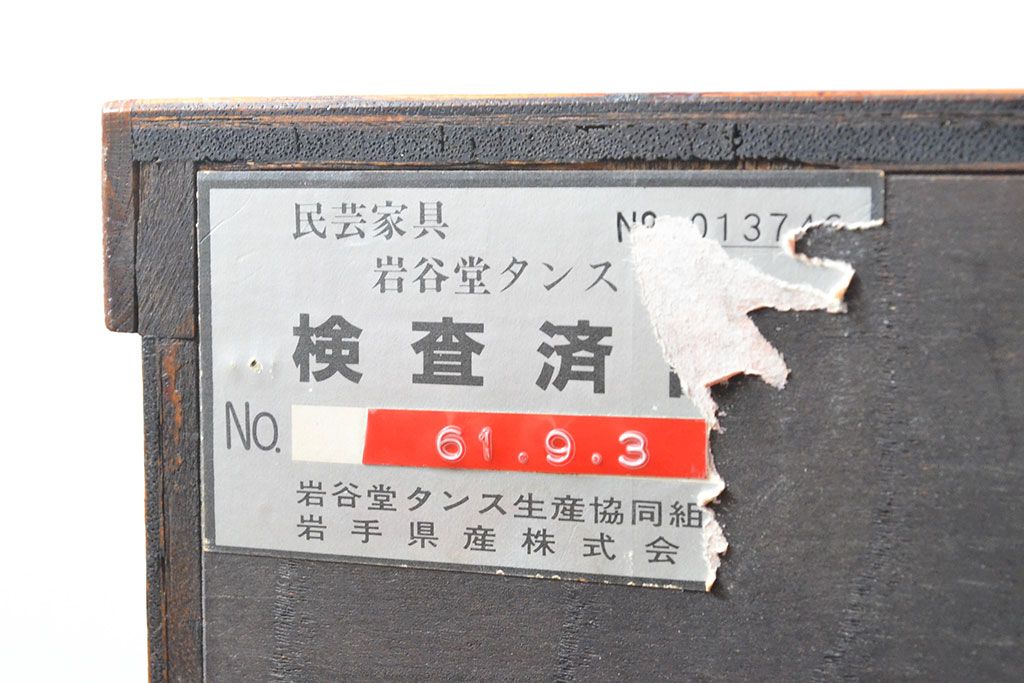 民芸家具 № 01374
岩谷堂タンス
検査済
No. 61.9.3
岩谷堂タンス生産協同組
岩手県産株式会